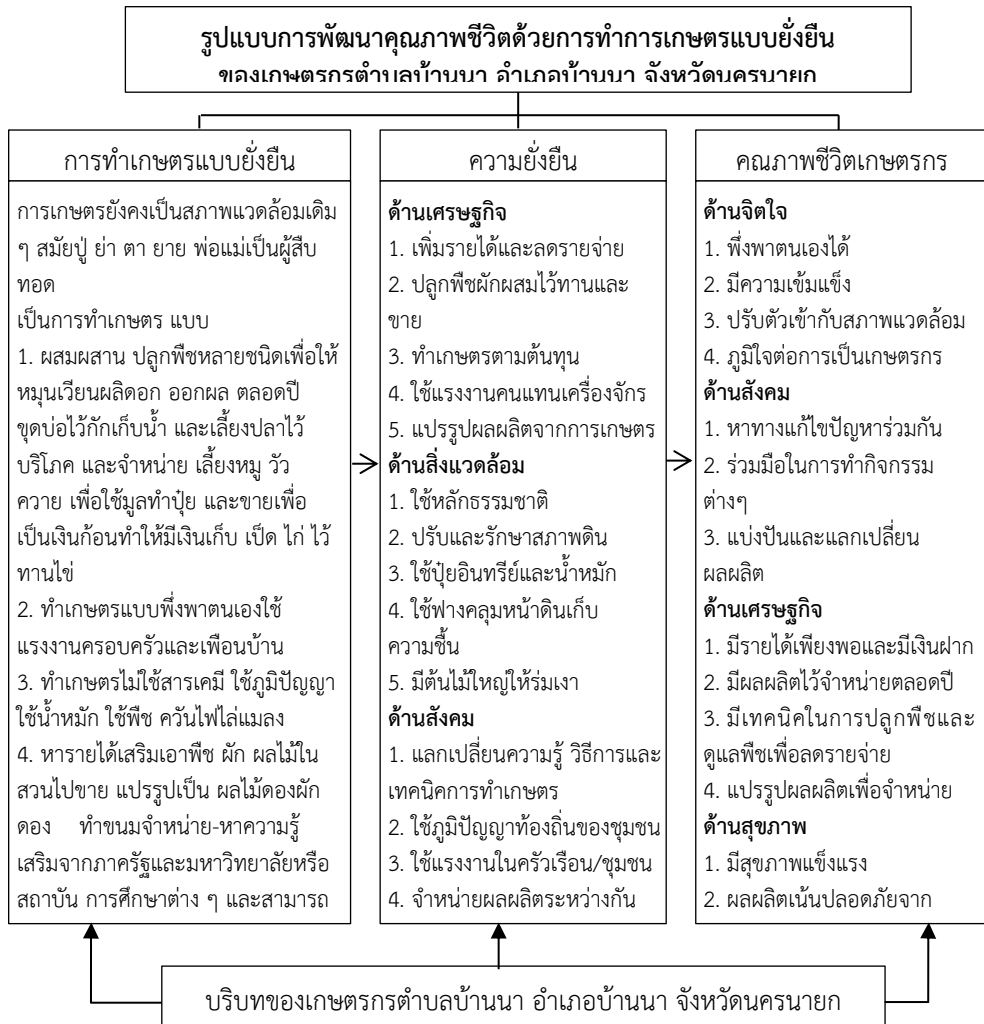 รูปแบบการพัฒนาคุณภาพชีวิตด้วยการทำการเกษตรแบบยั่งยืน
ของเกษตรกรตำบลบ้านนา อำเภอบ้านนา จังหวัดนครนายก
การทำเกษตรแบบยั่งยืน
การเกษตรยังคงเป็นสภาพแวดล้อมเดิม
ๆ สมัยปู่ ย่า ตา ยาย พ่อแม่เป็นผู้สืบ
ทอด
เป็นการทำเกษตร แบบ
1. ผสมผสาน ปลูกพืชหลายชนิดเพื่อให้
หมุนเวียนผลิดอก ออกผล ตลอดปี
ขุดบ่อไว้กักเก็บน้ำ และเลี้ยงปลาไว้
บริโภค และจำหน่าย เลี้ยงหมู วัว
ควาย เพื่อใช้มูลทำปุ๋ย และขายเพื่อ
เป็นเงินก้อนทำให้มีเงินเก็บ เป็ด ไก่ ไว้
ทานไข่
2. ทำเกษตรแบบพึ่งพาตนเองใช้
แรงงานครอบครัวและเพื่อนบ้าน
3. ทำเกษตรไม่ใช้สารเคมี ใช้ภูมิปัญญา
ใช้น้ำหมัก ใช้พืช ควันไฟไล่แมลง
4. หารายได้เสริมเอาพืช ผัก ผลไม้ใน
สวนไปขาย แปรรูปเป็น ผลไม้ดองผัก
ดอง ทำขนมจำหน่าย-หาความรู้
เสริมจากภาครัฐและมหาวิทยาลัยหรือ
สถาบัน การศึกษาต่าง ๆ และสามารถ
ความยั่งยืน
ด้านเศรษฐกิจ
1. เพิ่มรายได้และลดรายจ่าย
2. ปลูกพืชผักผสมไว้ทานและ
ขาย
3. ทำเกษตรตามต้นทุน
4. ใช้แรงงานคนแทนเครื่องจักร
5. แปรรูปผลผลิตจากการเกษตร
ด้านสิ่งแวดล้อม
1. ใช้หลักธรรมชาติ
2. ปรับและรักษาสภาพดิน
3. ใช้ปุ๋ยอินทรีย์และน้ำหมัก
4. ใช้ฟางคลุมหน้าดินเก็บ
ความชื้น
5. มีต้นไม้ใหญ่ให้ร่มเงา
ด้านสังคม
1. แลกเปลี่ยนความรู้ วิธีการและ
เทคนิคการทำเกษตร
2. ใช้ภูมิปัญญาท้องถิ่นของชุมชน
3. ใช้แรงงานในครัวเรือน/ชุมชน
4. จำหน่ายผลผลิตระหว่างกัน
คุณภาพชีวิตเกษตรกร
ด้านจิตใจ
1. พึ่งพาตนเองได้
2. มีความเข้มแข็ง
3. ปรับตัวเข้ากับสภาพแวดล้อม
4. ภูมิใจต่อการเป็นเกษตรกร
ด้านสังคม
1. หาทางแก้ไขปัญหาร่วมกัน
2. ร่วมมือในการทำกิจกรรม
ต่างๆ
3. แบ่งปันและแลกเปลี่ยน
ผลผลิต
ด้านเศรษฐกิจ
1. มีรายได้เพียงพอและมีเงินฝาก
2. มีผลผลิตไว้จำหน่ายตลอดปี
3. มีเทคนิคในการปลูกพืชและ
ดูแลพืชเพื่อลดรายจ่าย
4. แปรรูปผลผลิตเพื่อจำหน่าย
ด้านสุขภาพ
1. มีสุขภาพแข็งแรง
2. ผลผลิตเน้นปลอดภัยจาก
บริบทของเกษตรกรตำบลบ้านนา อำเภอบ้านนา จังหวัดนครนายก